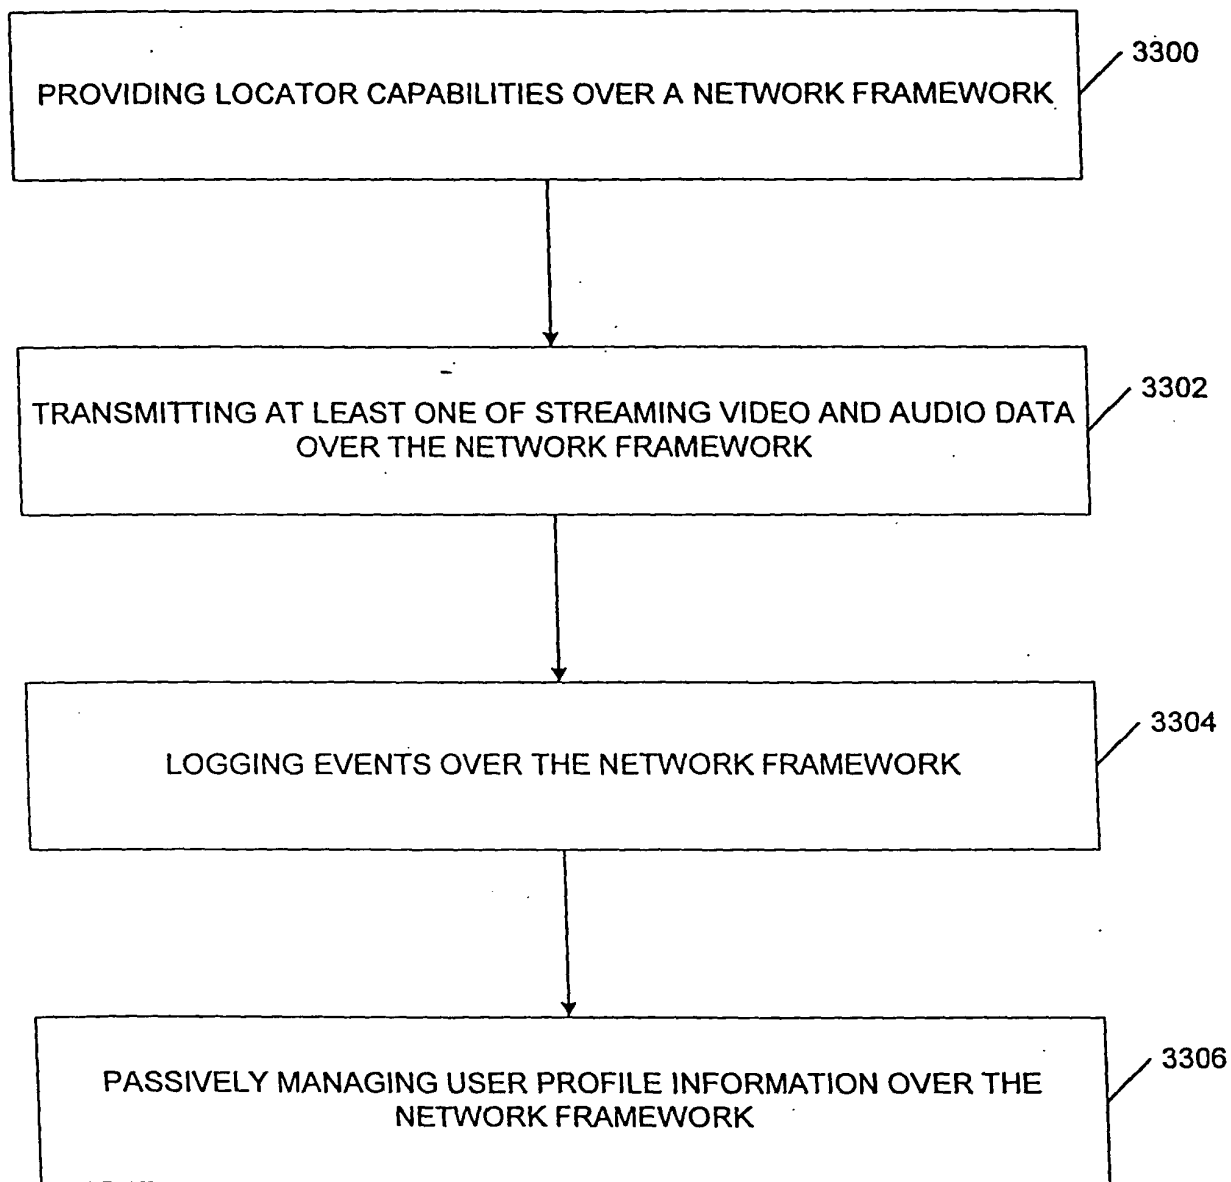 PROVIDING LOCATOR CAPABILITIES OVER A NETWORK FRAMEWORK
3300
TRANSMITTING AT LEAST ONE OF STREAMING VIDEO AND AUDIO DATA
OVER THE NETWORK FRAMEWORK
3302
LOGGING EVENTS OVER THE NETWORK FRAMEWORK
3304
PASSIVELY MANAGING USER PROFILE INFORMATION OVER THE
NETWORK FRAMEWORK
3306